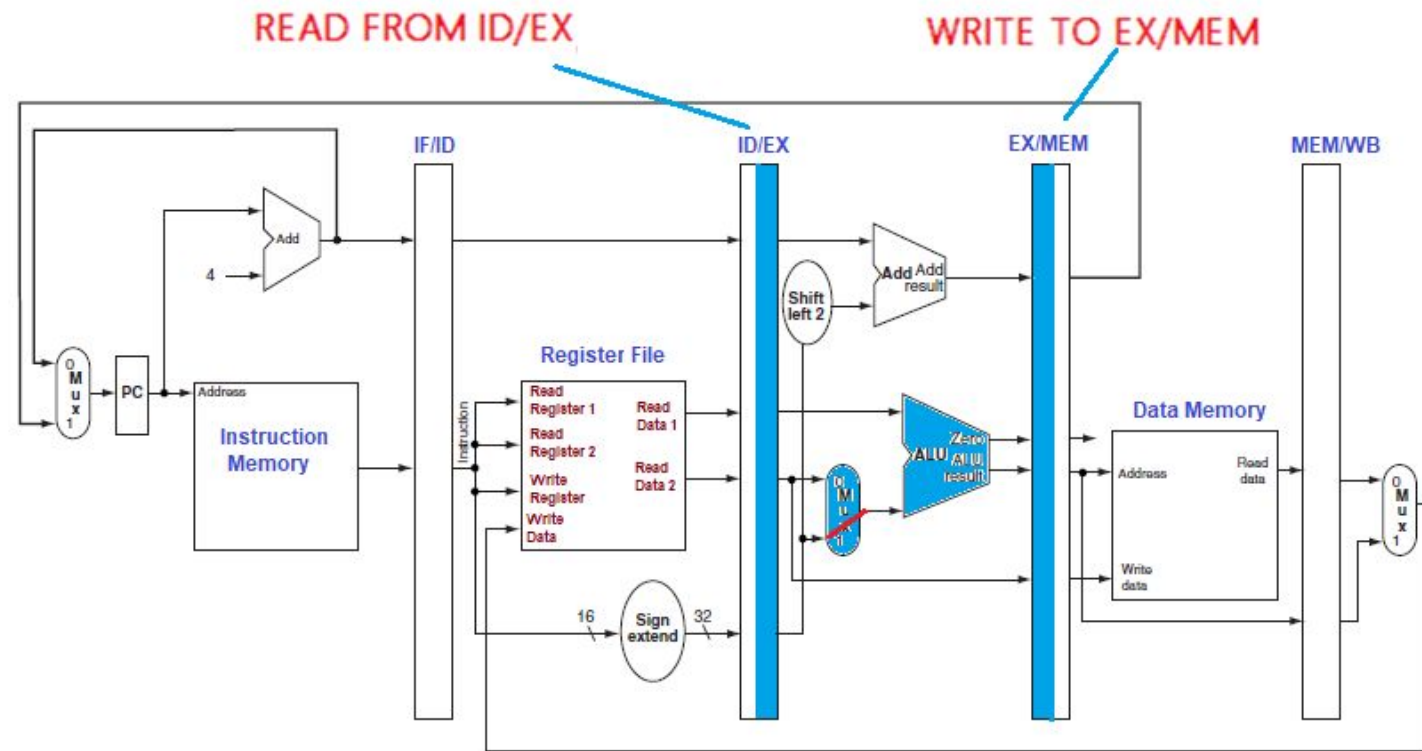 READ FROM ID/EX
WRITE TO EX/MEM
IF/ID
ID/EX
EX/MEM
MEM/WB
Add
4
Add Add
result
Shift
left 2
Register File
0
M
u
x
1
PC
Address
Instruction
Memory
Instruction
Read
Register 1
Read
Data 1
Read
Register 2
Read
Data 2
Write
Register
Write
Data
Zero
ALU ALU
result
0
M
u
x
1
Data Memory
Address
Read
data
Write
data
0
M
u
x
1
16
Sign
extend
32